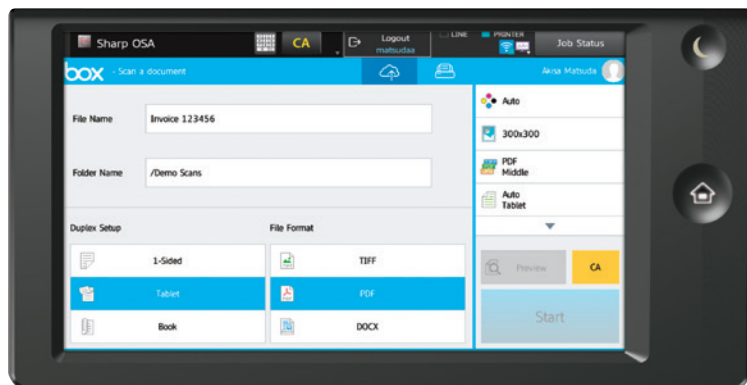 Sharp OSA
CA
Logout
matsudaa
LINE
PRINTER
Job Status
box - Scan a document
Akna Matsuda
File Name
Invoice 123456
Folder Name
/Demo Scans
Duplex Setup
File Format
1-Sided
TIFF
Tablet
PDF
Book
DOCX
Auto
300x300
PDF
Middle
Auto
Tablet
Preview
CA
Start